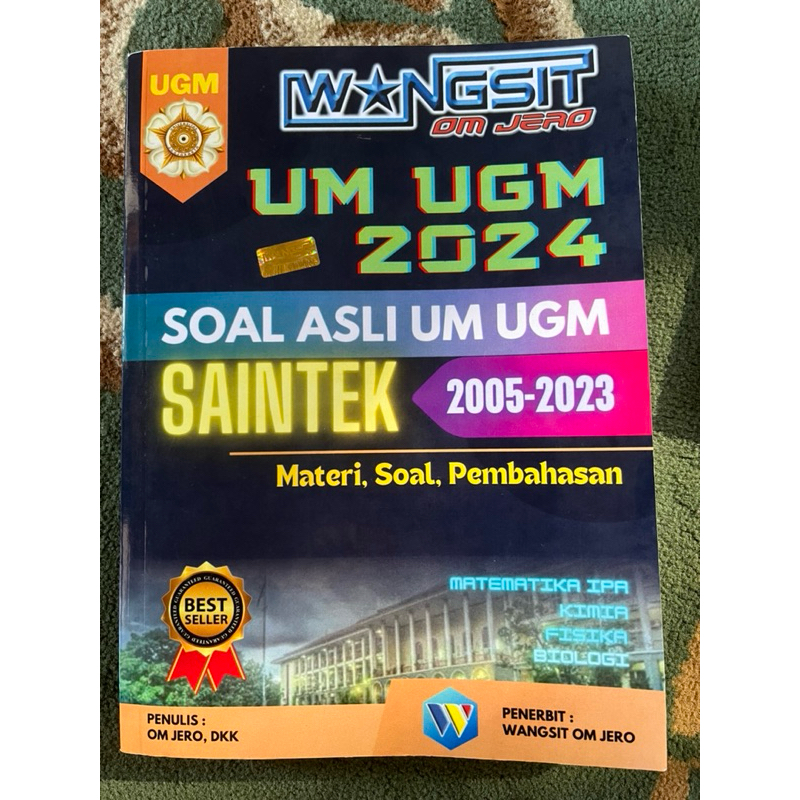 UGM
WANGSIT
OM JERO
UM UGM
2024
SOAL ASLI UM UGM
SAINTEK
2005-2023
Materi, Soal, Pembahasan
MATEMATIKA IPA
KIMIA
FISIKA
BIOLOGI
BEST
SELLER
PENULIS :
OM JERO, DKK
W
PENERBIT :
WANGSIT OM JERO